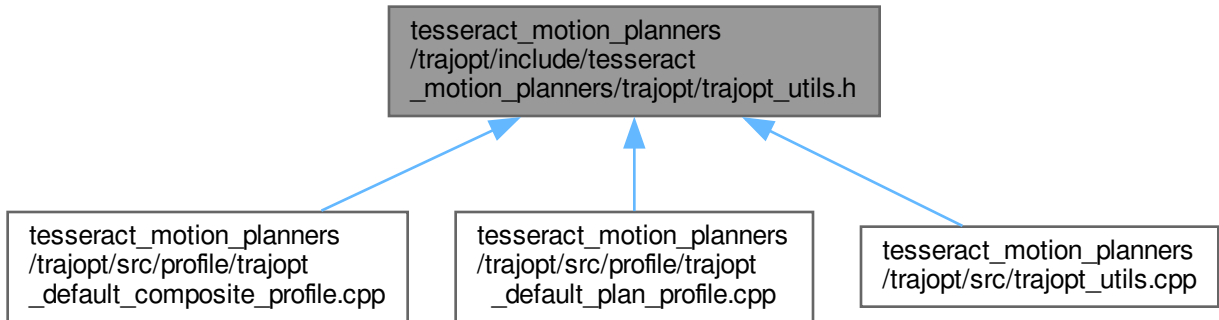 tesseract_motion_planners
/trajopt/include/tesseract
_motion_planners/trajopt/trajopt_utils.h
tesseract_motion_planners
/trajopt/src/profile/trajopt
_default_composite_profile.cpp
tesseract_motion_planners
/trajopt/src/profile/trajopt
_default_plan_profile.cpp
tesseract_motion_planners
/trajopt/src/trajopt_utils.cpp